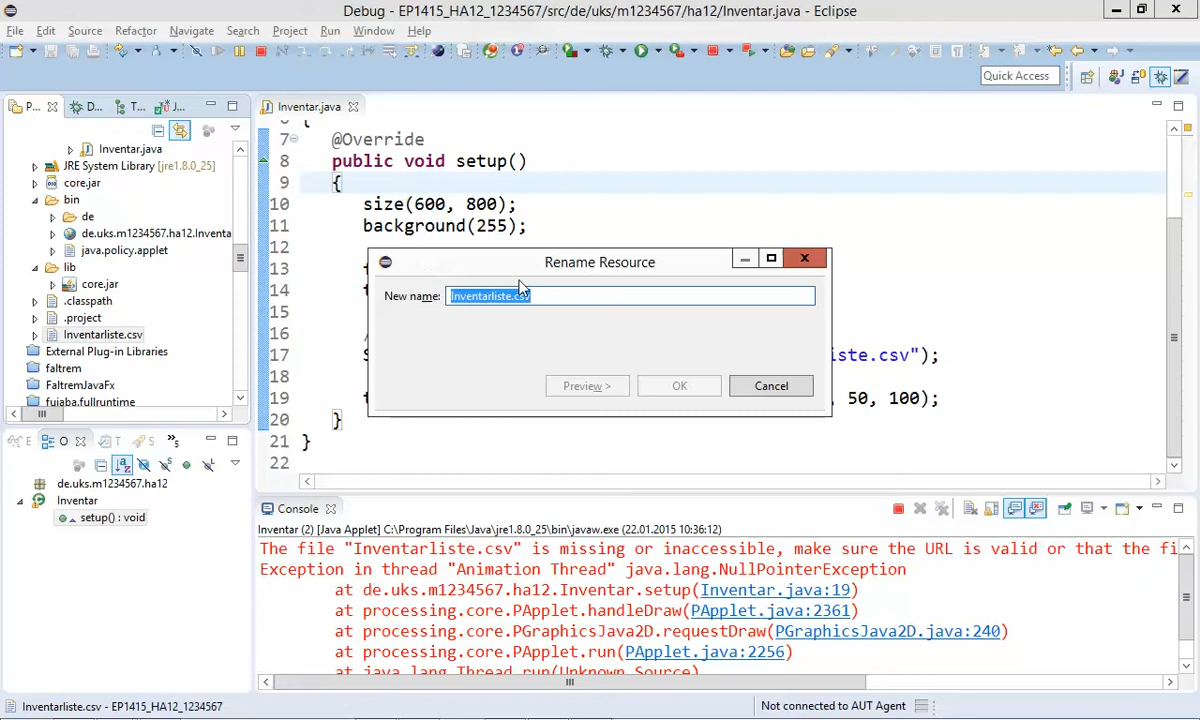 Debug - EP1415_HA12_1234567/src/de/uks/m1234567/ha12/Inventar.java - Eclipse
File Edit Source Refactor Navigate Search Project Run Window Help
Quick Access
P... D... T... J...
Inventar.java
Inventar.java
JRE System Library [jre1.8.0_25]
core.jar
bin
de
de.uks.m1234567.ha12.Inventa
java.policy.applet
lib
core.jar
.classpath
.project
Inventarliste.csv
External Plug-in Libraries
faltrem
FaltremJavaFx
fujaba.fullruntime
{
7 @Override
8 public void setup()
9 {
10 size(600, 800);
11 background(255);
12
13
14
15
16
17 iste.csv");
18
19 , 50, 100);
20 }
21 }
22
Rename Resource
New name: Inventarliste.csv
Preview > OK Cancel
E O T S
de.uks.m1234567.ha12
Inventar
setup() : void
Console
Inventar (2) [Java Applet] C:\Program Files\Java\jre1.8.0_25\bin\javaw.exe (22.01.2015 10:36:12)
The file "Inventarliste.csv" is missing or inaccessible, make sure the URL is valid or that the fi
Exception in thread "Animation Thread" java.lang.NullPointerException
at de.uks.m1234567.ha12.Inventar.setup(Inventar.java:19)
at processing.core.PApplet.handleDraw(PApplet.java:2361)
at processing.core.PGraphicsJava2D.requestDraw(PGraphicsJava2D.java:240)
at processing.core.PApplet.run(PApplet.java:2256)
at java.lang.Thread.run(Unknown Source)
Inventarliste.csv - EP1415_HA12_1234567
Not connected to AUT Agent